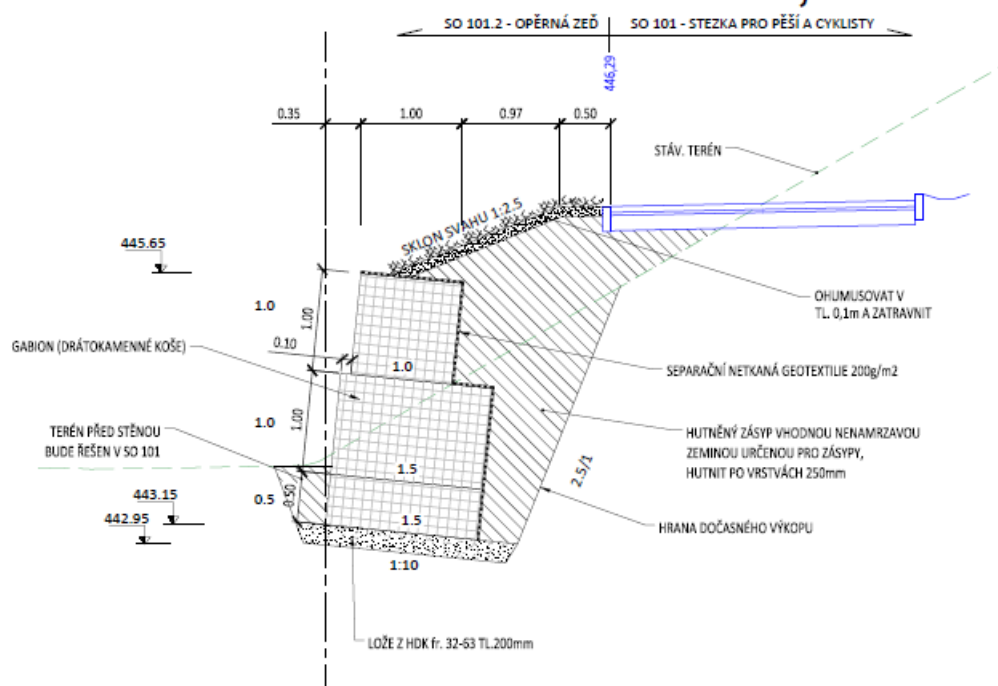 SO 101.2 - OPĚRNÁ ZEĎ
SO 101 - STEZKA PRO PĚŠÍ A CYKLISTY
446,29
0.35
1.00
0.97
0.50
STÁV. TERÉN
SKLON SVAHU 1:2.5
445.65
OHUMUSOVAT V
TL. 0,1m A ZATRAVNIT
1.0
1.00
0.10
GABION (DRÁTOKAMENNÉ KOŠE)
1.0
SEPARAČNÍ NETKANÁ GEOTEXTILIE 200g/m2
1.0
1.00
TERÉN PŘED STĚNOU
BUDE ŘEŠEN V SO 101
HUTNĚNÝ ZÁSYP VHODNOU NENAMRZAVOU
ZEMINOU URČENOU PRO ZÁSYPY,
HUTNIT PO VRSTVÁCH 250mm
1.5
2.5/1
0.5
0.50
443.15
442.95
1.5
HRANA DOČASNÉHO VÝKOPU
1:10
LOŽE Z HDK fr. 32-63 TL.200mm